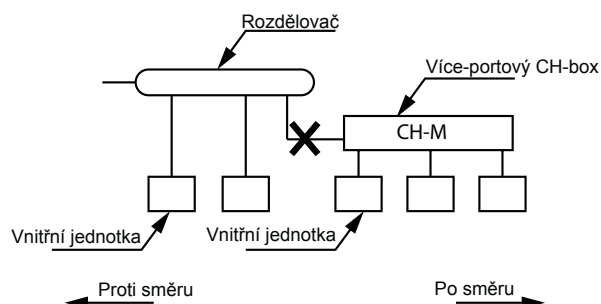 Rozdělovač
Více-portový CH-box
CH-M
Vnitřní jednotka
Vnitřní jednotka
Proti směru
Po směru